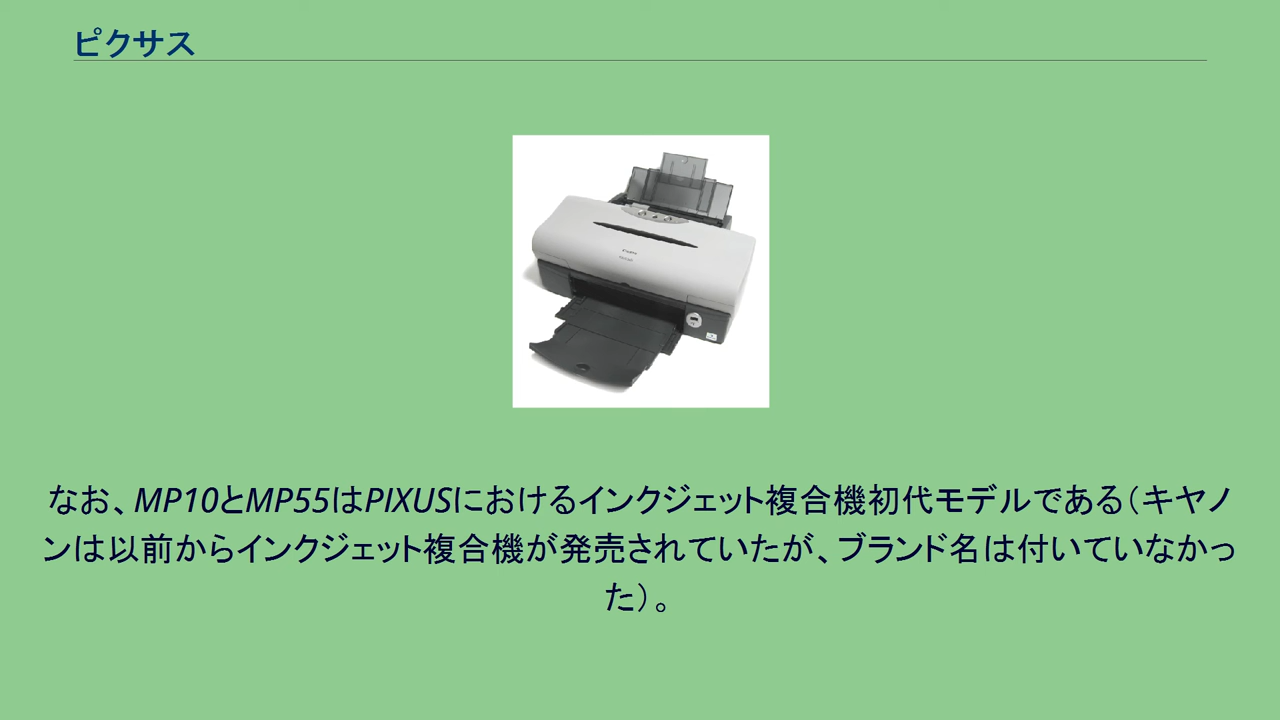 ピクサス
なお、MP10とMP55はPIXUSにおけるインクジェット複合機初代モデルである（キヤノ
ンは以前からインクジェット複合機が発売されていたが、ブランド名は付いていなかっ
た）。